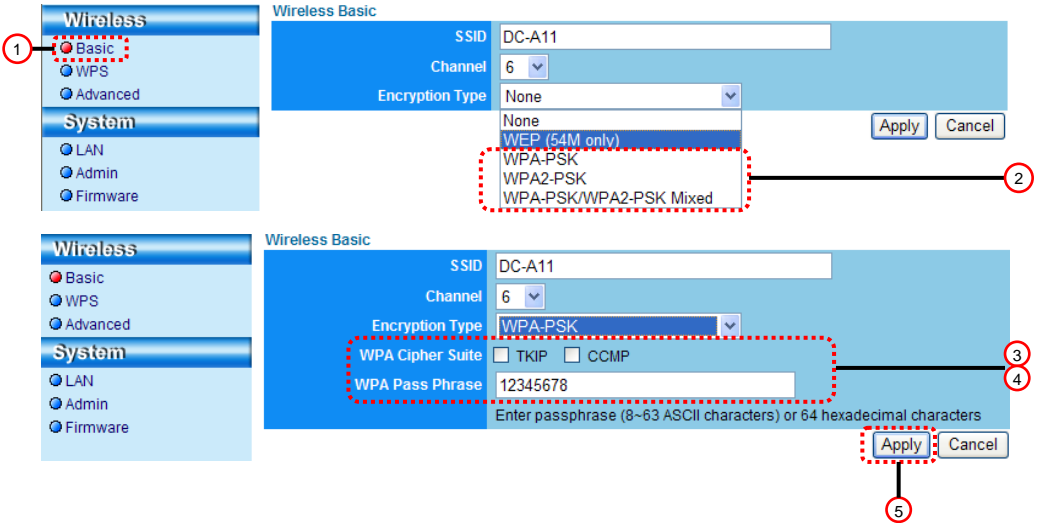 Wireless
Basic
WPS
Advanced
System
LAN
Admin
Firmware
1
Wireless Basic
SSID DC-A11
Channel 6
Encryption Type None
None
WEP (54M only)
WPA-PSK
WPA2-PSK
WPA-PSK/WPA2-PSK Mixed
Apply Cancel
2
Wireless
Basic
WPS
Advanced
System
LAN
Admin
Firmware
Wireless Basic
SSID DC-A11
Channel 6
Encryption Type WPA-PSK
WPA Cipher Suite TKIP CCMP
WPA Pass Phrase 12345678
Enter passphrase (8~63 ASCII characters) or 64 hexadecimal characters
3
4
Apply Cancel
5